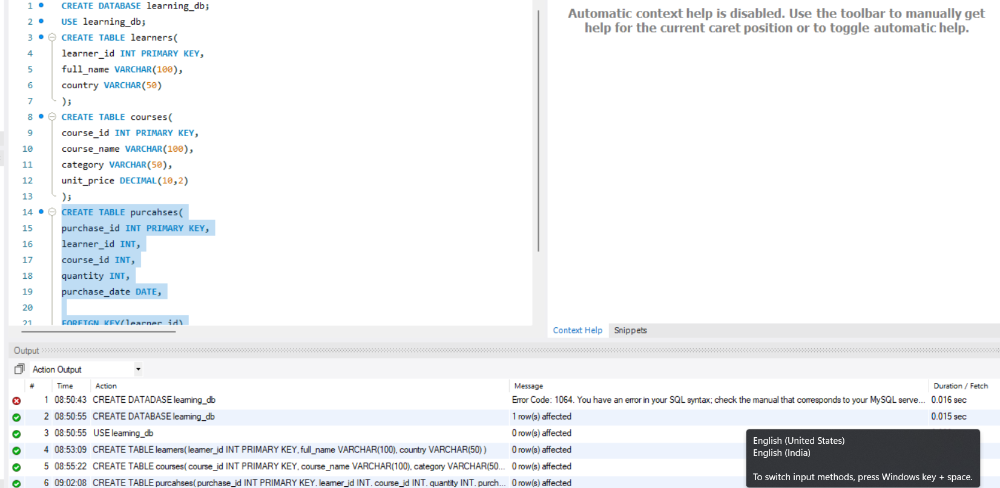 1 CREATE DATABASE learning_db;
2 USE learning_db;
3 CREATE TABLE learners(
4 learner_id INT PRIMARY KEY,
5 full_name VARCHAR(100),
6 country VARCHAR(50)
7 );
8 CREATE TABLE courses(
9 course_id INT PRIMARY KEY,
10 course_name VARCHAR(100),
11 category VARCHAR(50),
12 unit_price DECIMAL(10,2)
13 );
14 CREATE TABLE purcahses(
15 purchase_id INT PRIMARY KEY,
16 learner_id INT,
17 course_id INT,
18 quantity INT,
19 purchase_date DATE,
20
21 FOREIGN KEY(learner_id)
Automatic context help is disabled. Use the toolbar to manually get
help for the current caret position or to toggle automatic help.
Context Help Snippets
Output
Action Output
# Time Action Message Duration / Fetch
1 08:50:43 CREATE DATADASE learning_db Error Code: 1064. You have an error in your SQL syntax; check the manual that corresponds to your MySQL serve... 0.016 sec
2 08:50:55 CREATE DATABASE learning_db 1 row(s) affected 0.015 sec
3 08:50:55 USE learning_db 0 row(s) affected
4 08:53:09 CREATE TABLE learners( learner_id INT PRIMARY KEY, full_name VARCHAR(100), country VARCHAR(50) ) 0 row(s) affected
5 08:55:22 CREATE TABLE courses( course_id INT PRIMARY KEY, course_name VARCHAR(100), category VARCHAR(50... 0 row(s) affected
6 09:02:08 CREATE TABLE purcahses( purchase_id INT PRIMARY KEY, learner_id INT, course_id INT, quantity INT, purch... 0 row(s) affected
English (United States)
English (India)
To switch input methods, press Windows key + space.